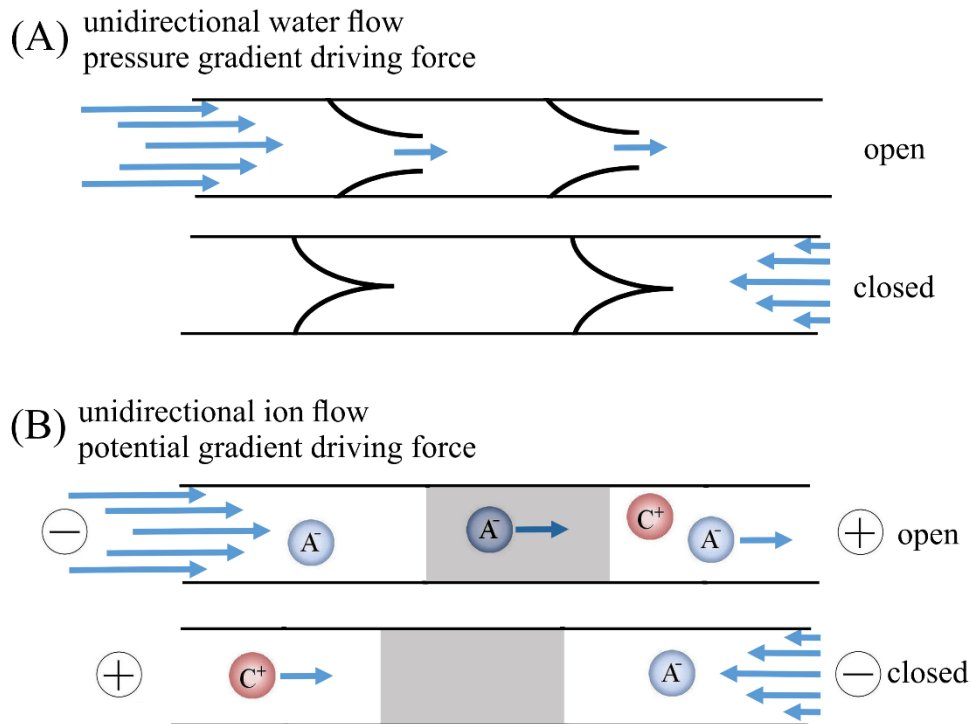 (A) unidirectional water flow
pressure gradient driving force
open
closed
(B) unidirectional ion flow
potential gradient driving force
− A⁻ A⁻ C⁺ A⁻ + open
+ C⁺ A⁻ − closed